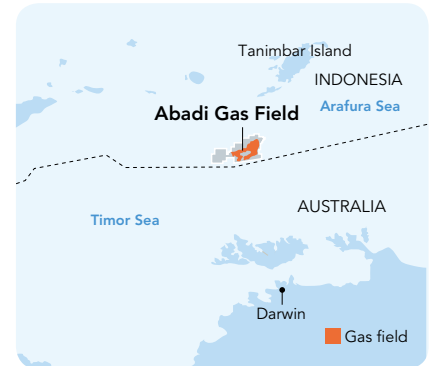 Tanimbar Island
INDONESIA
Arafura Sea
Abadi Gas Field
AUSTRALIA
Timor Sea
Darwin
Gas field